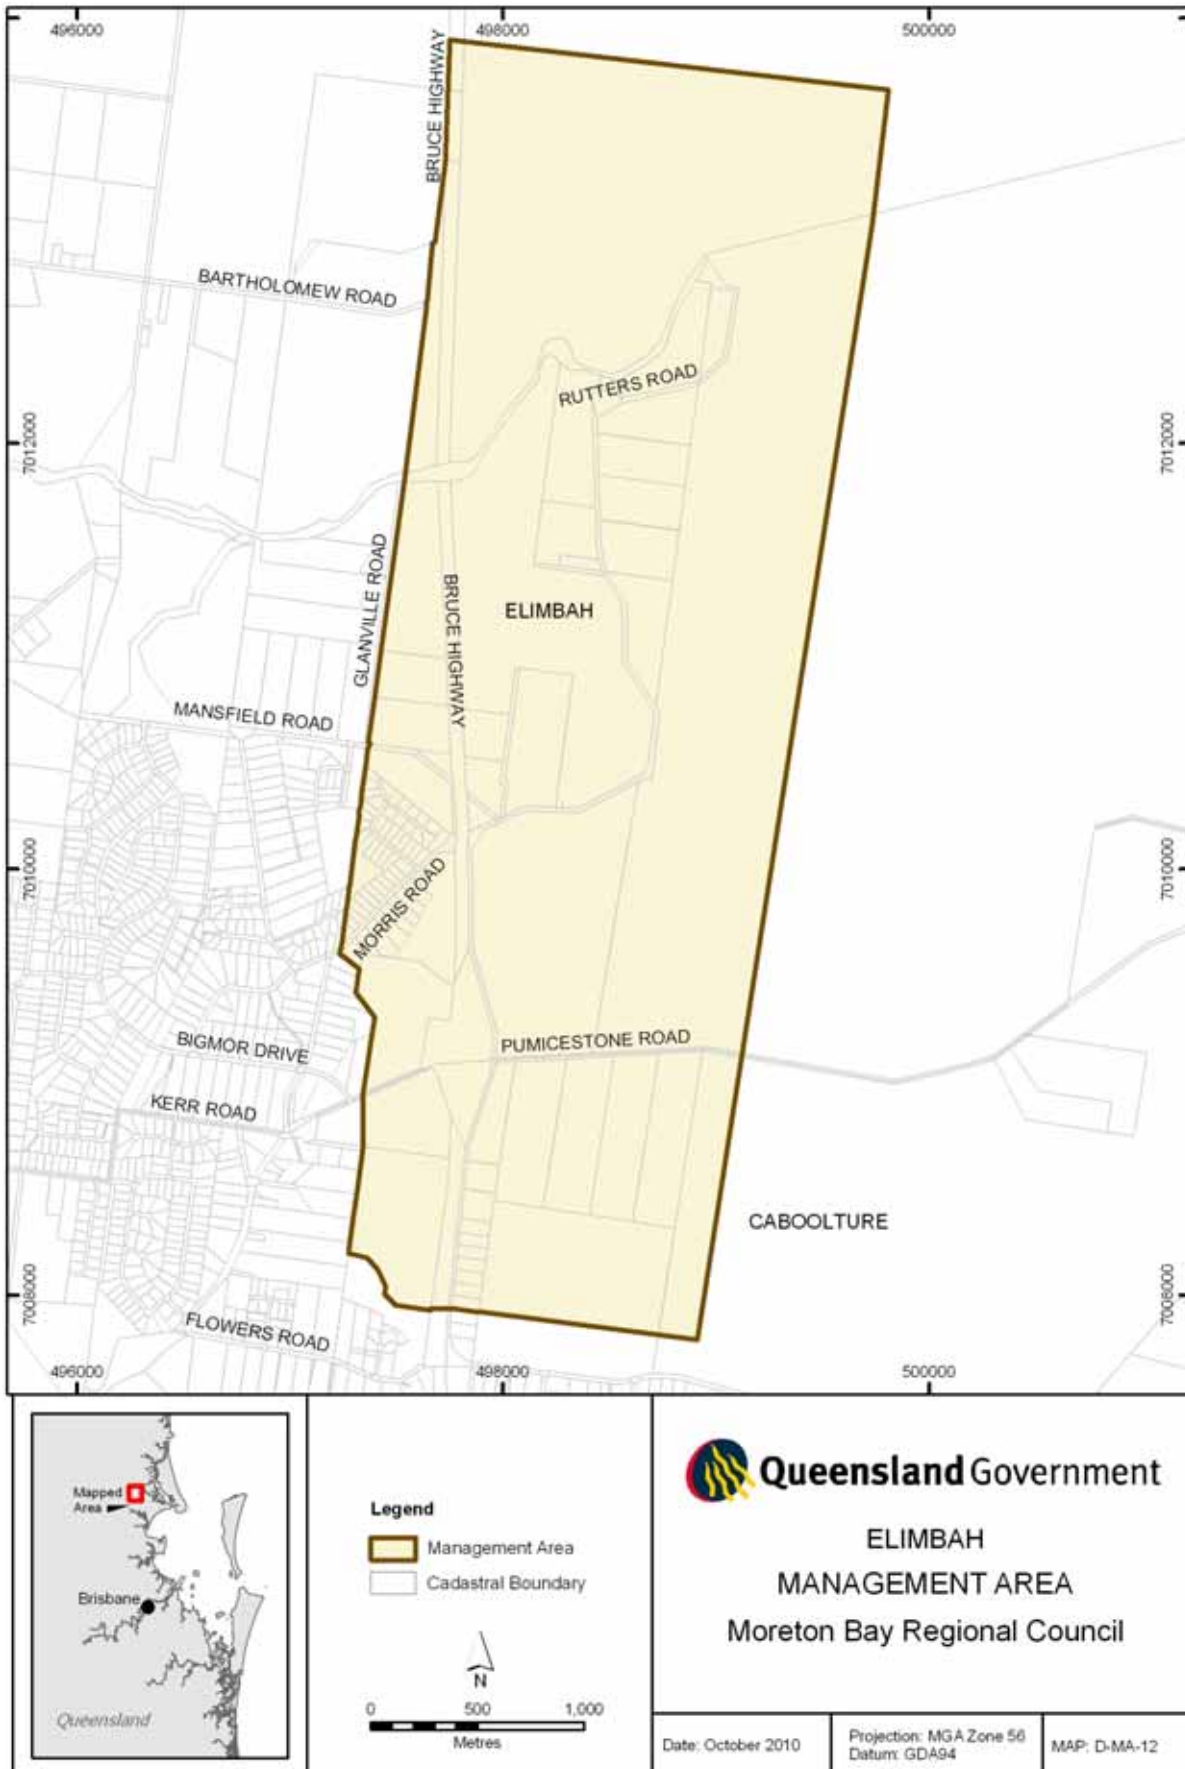 496000
498000
500000
BRUCE HIGHWAY
BARTHOLOMEW ROAD
RUTTERS ROAD
7012000
7012000
GLANVILLE ROAD
BRUCE HIGHWAY
ELIMBAH
MANSFIELD ROAD
7010000
7010000
MORRIS ROAD
BIGMOR DRIVE
PUMICESTONE ROAD
KERR ROAD
CABOOLTURE
7008000
7008000
FLOWERS ROAD
496000
498000
500000
Mapped
Area
Brisbane
Queensland
Legend
Management Area
Cadastral Boundary
N
0 500 1,000
Metres
Queensland Government
ELIMBAH
MANAGEMENT AREA
Moreton Bay Regional Council
Date: October 2010
Projection: MGA Zone 56
Datum: GDA94
MAP: D-MA-12